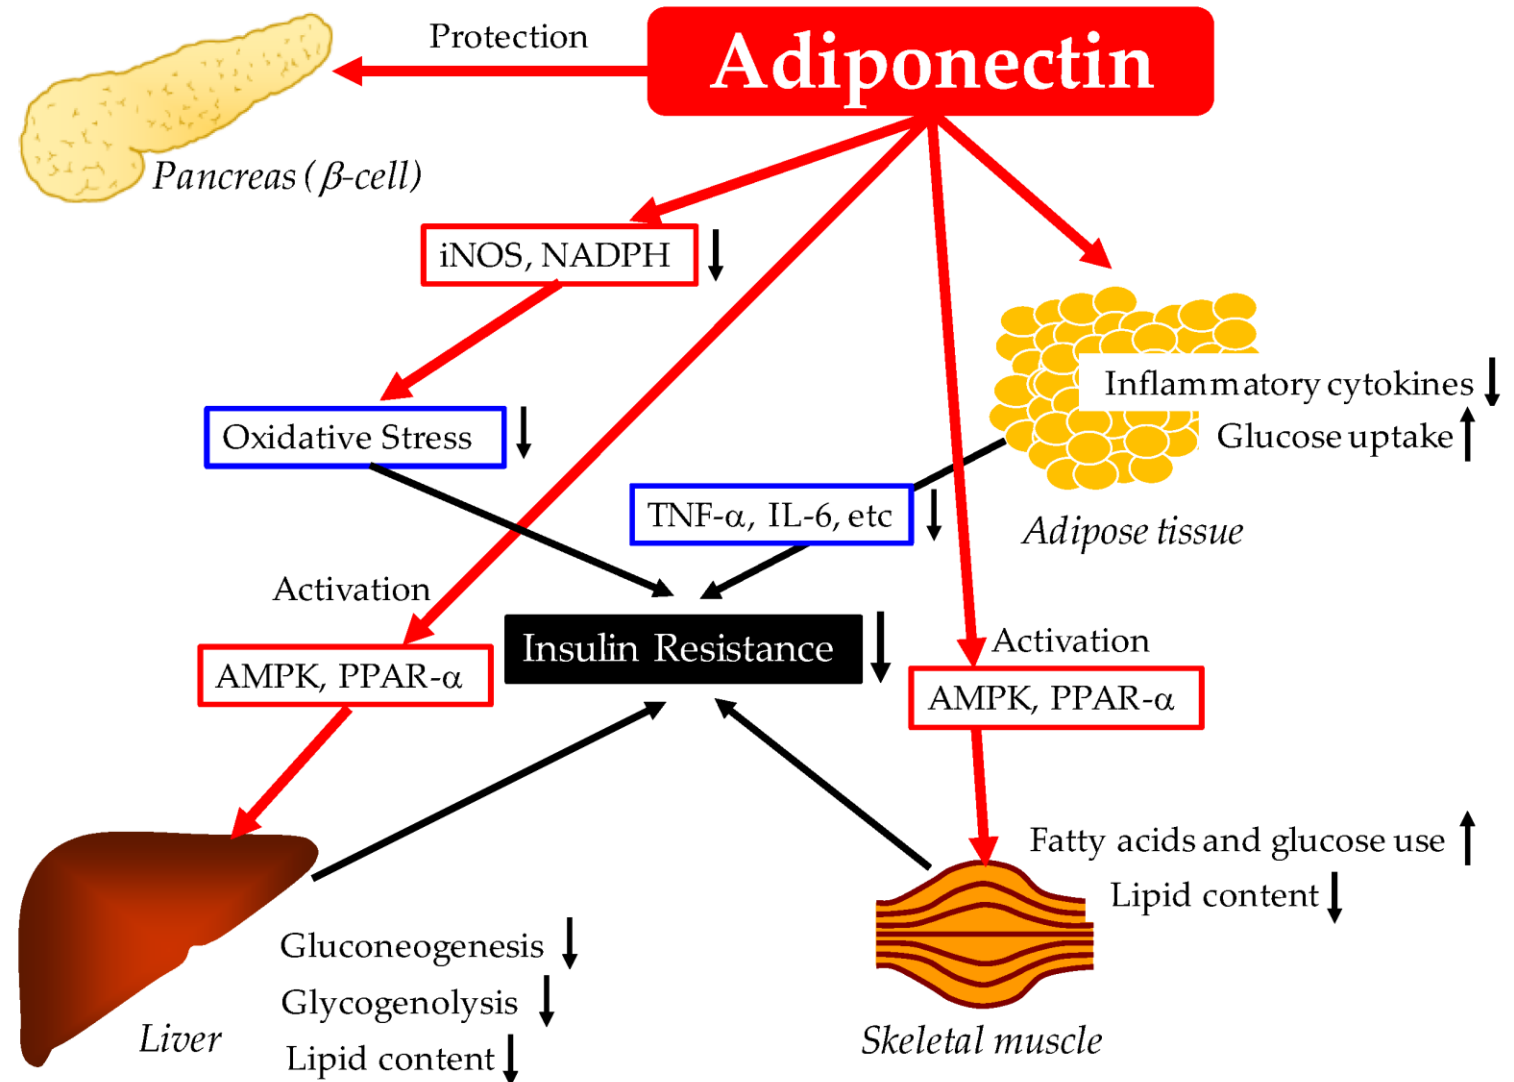 Protection
Adiponectin
Pancreas (β-cell)
iNOS, NADPH ↓
Inflammatory cytokines ↓
Glucose uptake ↑
Oxidative Stress ↓
TNF-α, IL-6, etc ↓
Adipose tissue
Activation
Insulin Resistance ↓
Activation
AMPK, PPAR-α
AMPK, PPAR-α
Fatty acids and glucose use ↑
Lipid content ↓
Gluconeogenesis ↓
Glycogenolysis ↓
Lipid content ↓
Liver
Skeletal muscle